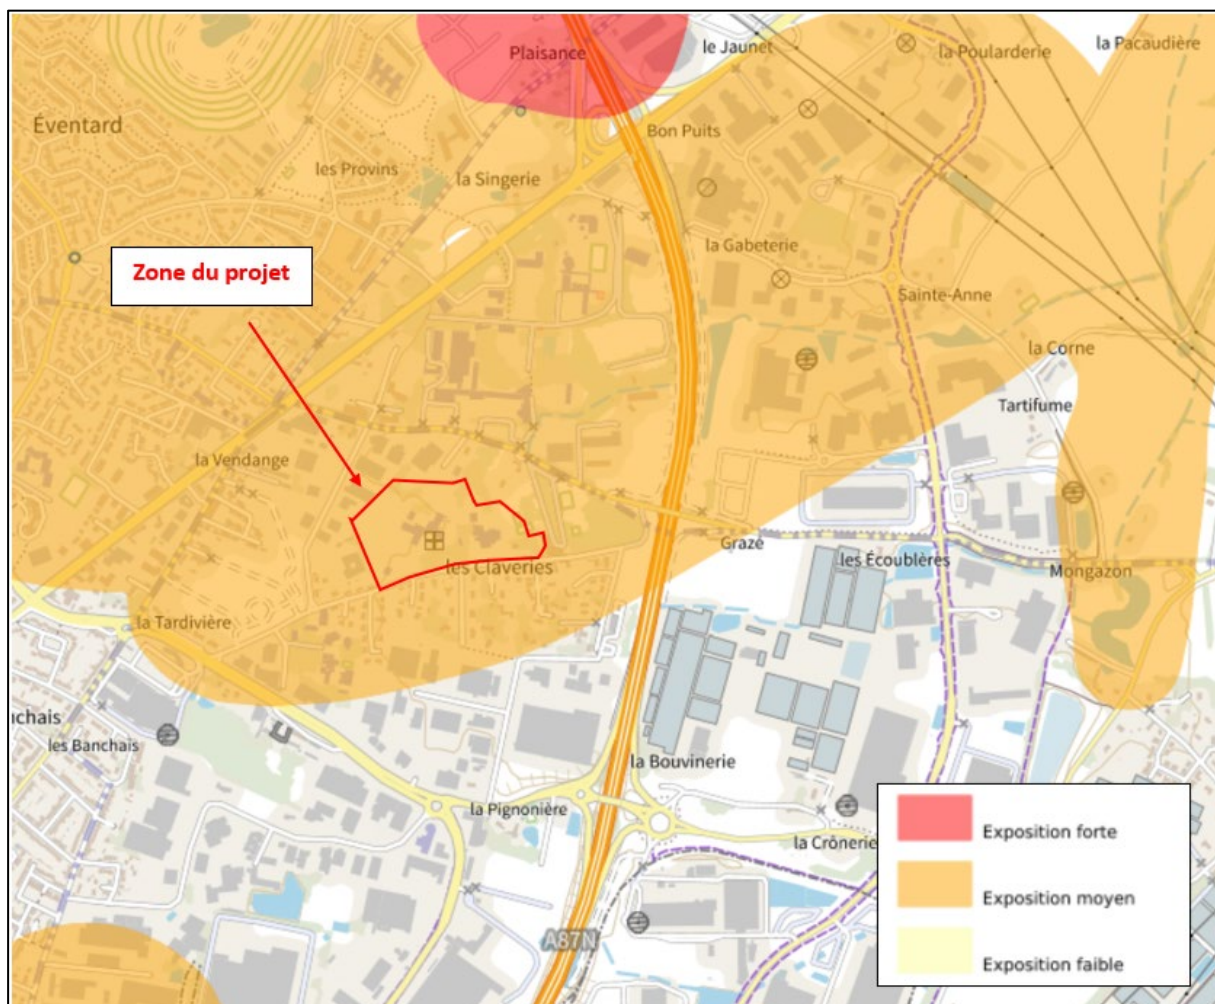 Plaisance
le Jaunet
la Poularderie
la Pacaudière
Éventard
Bon Puits
les Provins
la Singerie
la Gabeterie
Zone du projet
Sainte-Anne
la Corne
Tartifume
la Vendange
Grazé
les Écoublères
les Claveries
Mongazon
la Tardivière
les Banchais
la Bouvinerie
la Pignonière
la Crônerie
A87N
Exposition forte
Exposition moyen
Exposition faible